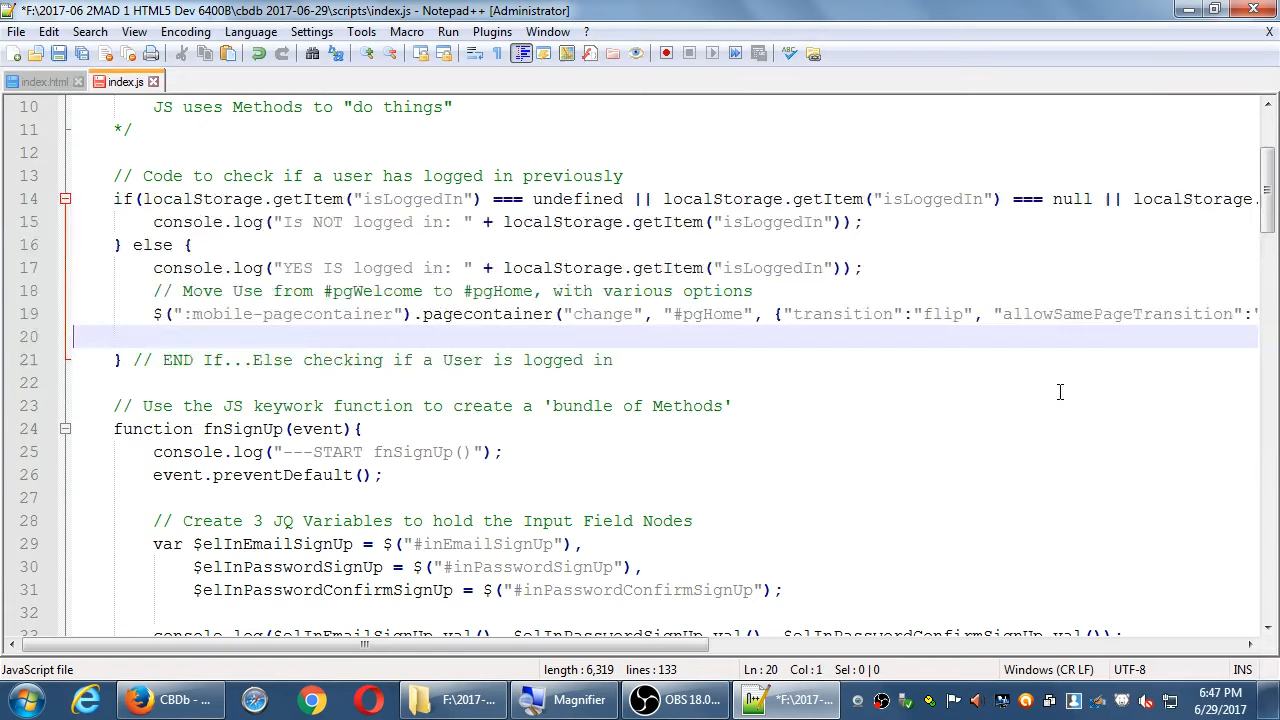 *F:\2017-06 2MAD 1 HTML5 Dev 6400B\cbdb 2017-06-29\scripts\index.js - Notepad++ [Administrator]
File Edit Search View Encoding Language Settings Tools Macro Run Plugins Window ? X
index.html index.js
10 JS uses Methods to "do things"
11 */
12
13 // Code to check if a user has logged in previously
14 if(localStorage.getItem("isLoggedIn") === undefined || localStorage.getItem("isLoggedIn") === null || localStorage.
15 console.log("Is NOT logged in: " + localStorage.getItem("isLoggedIn"));
16 } else {
17 console.log("YES IS logged in: " + localStorage.getItem("isLoggedIn"));
18 // Move Use from #pgWelcome to #pgHome, with various options
19 $(":mobile-pagecontainer").pagecontainer("change", "#pgHome", {"transition":"flip", "allowSamePageTransition":"
20
21 } // END If...Else checking if a User is logged in
22
23 // Use the JS keywork function to create a 'bundle of Methods'
24 function fnSignUp(event){
25 console.log("---START fnSignUp()");
26 event.preventDefault();
27
28 // Create 3 JQ Variables to hold the Input Field Nodes
29 var $elInEmailSignUp = $("#inEmailSignUp"),
30 $elInPasswordSignUp = $("#inPasswordSignUp"),
31 $elInPasswordConfirmSignUp = $("#inPasswordConfirmSignUp");
32
33 console.log($elInEmailSignUp.val(), $elInPasswordSignUp.val(), $elInPasswordConfirmSignUp.val());
JavaScript file length : 6,319 lines : 133 Ln : 20 Col : 1 Sel : 0 | 0 Windows (CR LF) UTF-8 INS
CBDb - ... F:\2017-... Magnifier OBS 18.0.... *F:\2017-... 6:47 PM
6/29/2017